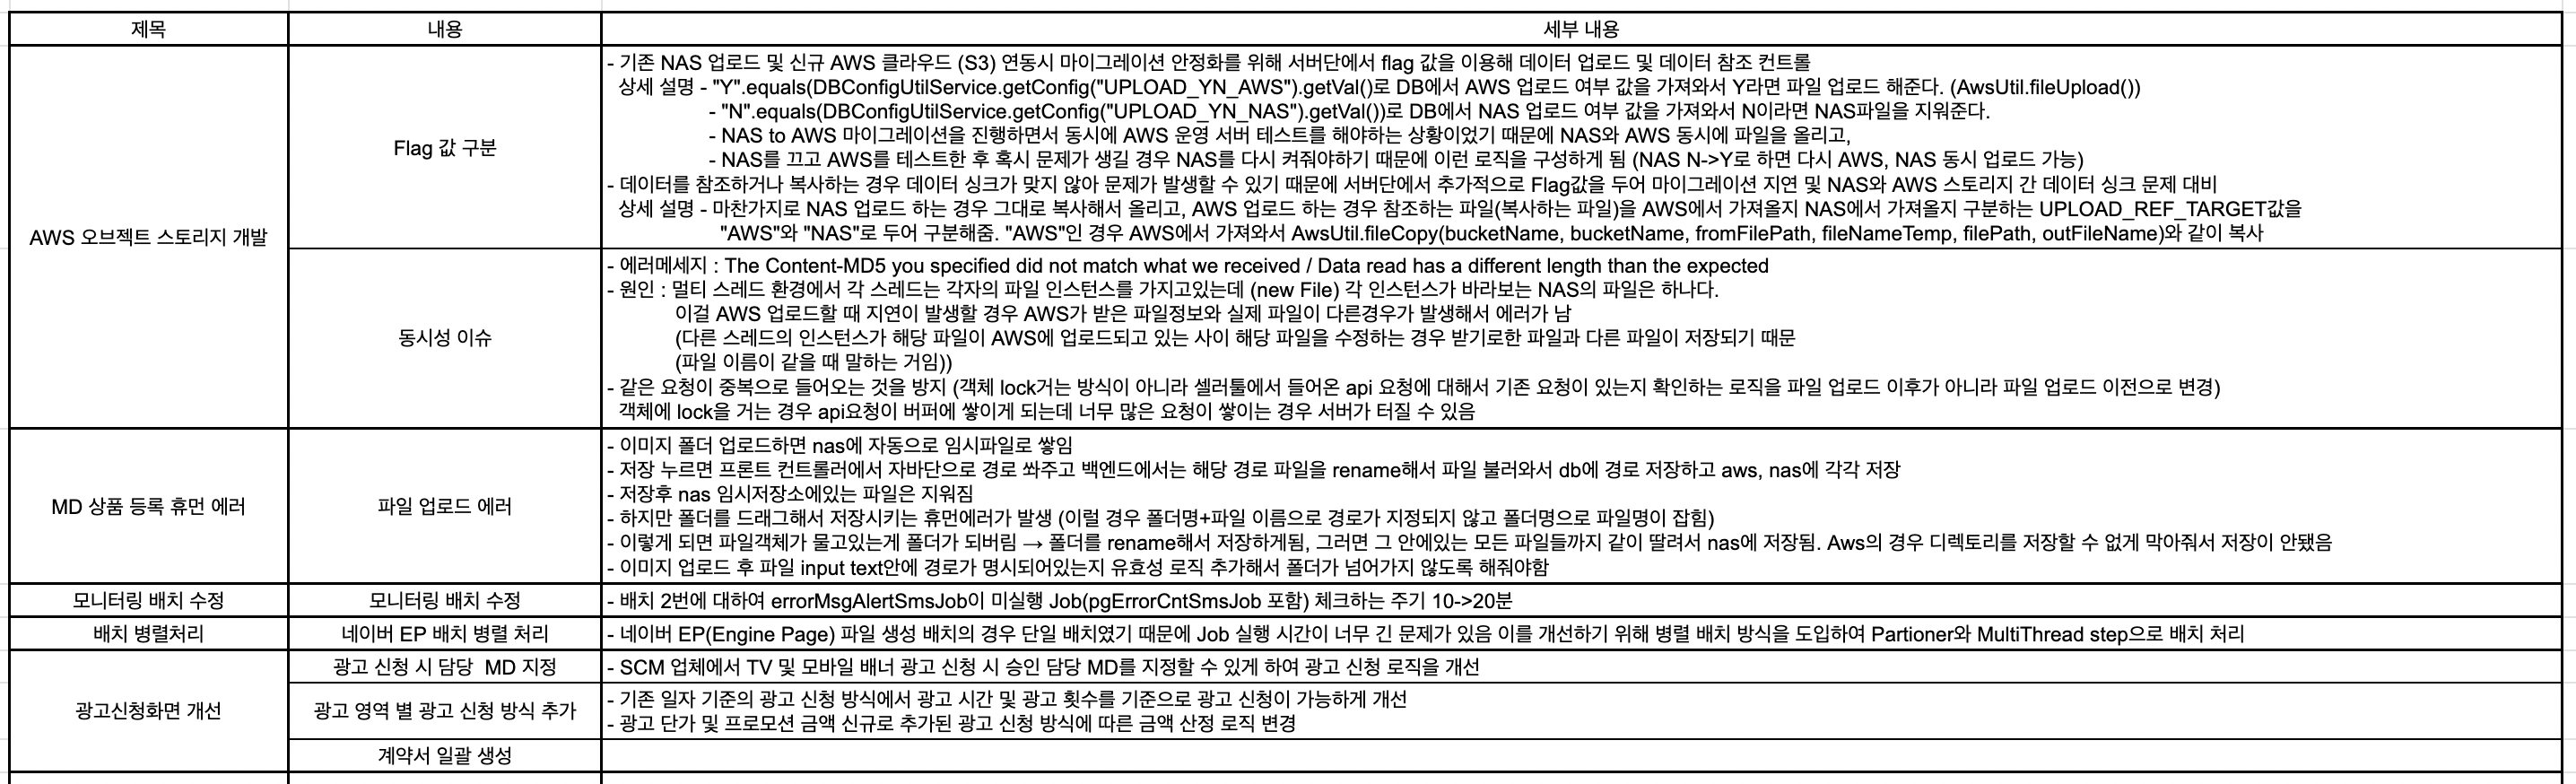 제목	내용	세부 내용
AWS 오브젝트 스토리지 개발
Flag 값 구분
- 기존 NAS 업로드 및 신규 AWS 클라우드 (S3) 연동시 마이그레이션 안정화를 위해 서버단에서 flag 값을 이용해 데이터 업로드 및 데이터 참조 컨트롤
상세 설명 - "Y".equals(DBConfigUtilService.getConfig("UPLOAD_YN_AWS").getVal()로 DB에서 AWS 업로드 여부 값을 가져와서 Y라면 파일 업로드 해준다. (AwsUtil.fileUpload())
- "N".equals(DBConfigUtilService.getConfig("UPLOAD_YN_NAS").getVal())로 DB에서 NAS 업로드 여부 값을 가져와서 N이라면 NAS파일을 지워준다.
- NAS to AWS 마이그레이션을 진행하면서 동시에 AWS 운영 서버 테스트를 해야하는 상황이었기 때문에 NAS와 AWS 동시에 파일을 올리고,
- NAS를 끄고 AWS를 테스트한 후 혹시 문제가 생길 경우 NAS를 다시 켜줘야하기 때문에 이런 로직을 구성하게 됨 (NAS N->Y로 하면 다시 AWS, NAS 동시 업로드 가능)
- 데이터를 참조하거나 복사하는 경우 데이터 싱크가 맞지 않아 문제가 발생할 수 있기 때문에 서버단에서 추가적으로 Flag값을 두어 마이그레이션 지연 및 NAS와 AWS 스토리지 간 데이터 싱크 문제 대비
상세 설명 - 마찬가지로 NAS 업로드 하는 경우 그대로 복사해서 올리고, AWS 업로드 하는 경우 참조하는 파일(복사하는 파일)을 AWS에서 가져올지 NAS에서 가져올지 구분하는 UPLOAD_REF_TARGET값을
"AWS"와 "NAS"로 두어 구분해줌. "AWS"인 경우 AWS에서 가져와서 AwsUtil.fileCopy(bucketName, bucketName, fromFilePath, fileNameTemp, filePath, outFileName)와 같이 복사
동시성 이슈
- 에러메세지 : The Content-MD5 you specified did not match what we received / Data read has a different length than the expected
- 원인 : 멀티 스레드 환경에서 각 스레드는 각자의 파일 인스턴스를 가지고있는데 (new File) 각 인스턴스가 바라보는 NAS의 파일은 하나다.
이걸 AWS 업로드할 때 지연이 발생할 경우 AWS가 받은 파일정보와 실제 파일이 다른경우가 발생해서 에러가 남
(다른 스레드의 인스턴스가 해당 파일이 AWS에 업로드되고 있는 사이 해당 파일을 수정하는 경우 받기로한 파일과 다른 파일이 저장되기 때문
(파일 이름이 같을 때 말하는 거임))
- 같은 요청이 중복으로 들어오는 것을 방지 (객체 lock거는 방식이 아니라 셀러툴에서 들어온 api 요청에 대해서 기존 요청이 있는지 확인하는 로직을 파일 업로드 이후가 아니라 파일 업로드 이전으로 변경)
객체에 lock을 거는 경우 api요청이 버퍼에 쌓이게 되는데 너무 많은 요청이 쌓이는 경우 서버가 터질 수 있음
MD 상품 등록 휴먼 에러
파일 업로드 에러
- 이미지 폴더 업로드하면 nas에 자동으로 임시파일로 쌓임
- 저장 누르면 프론트 컨트롤러에서 자바단으로 경로 쏴주고 백엔드에서는 해당 경로 파일을 rename해서 파일 불러와서 db에 경로 저장하고 aws, nas에 각각 저장
- 저장후 nas 임시저장소에있는 파일은 지워짐
- 하지만 폴더를 드래그해서 저장시키는 휴먼에러가 발생 (이럴 경우 폴더명+파일 이름으로 경로가 지정되지 않고 폴더명으로 파일명이 잡힘)
- 이렇게 되면 파일객체가 물고있는게 폴더가 되버림 → 폴더를 rename해서 저장하게됨, 그러면 그 안에있는 모든 파일들까지 같이 딸려서 nas에 저장됨. Aws의 경우 디렉토리를 저장할 수 없게 막아줘서 저장이 안됐음
- 이미지 업로드 후 파일 input text안에 경로가 명시되어있는지 유효성 로직 추가해서 폴더가 넘어가지 않도록 해줘야함
모니터링 배치 수정	모니터링 배치 수정	- 배치 2번에 대하여 errorMsgAlertSmsJob이 미실행 Job(pgErrorCntSmsJob 포함) 체크하는 주기 10->20분
배치 병렬처리	네이버 EP 배치 병렬 처리	- 네이버 EP(Engine Page) 파일 생성 배치의 경우 단일 배치였기 때문에 Job 실행 시간이 너무 긴 문제가 있음 이를 개선하기 위해 병렬 배치 방식을 도입하여 Partioner와 MultiThread step으로 배치 처리
광고신청화면 개선
광고 신청 시 담당 MD 지정	- SCM 업체에서 TV 및 모바일 배너 광고 신청 시 승인 담당 MD를 지정할 수 있게 하여 광고 신청 로직을 개선
광고 영역 별 광고 신청 방식 추가
- 기존 일자 기준의 광고 신청 방식에서 광고 시간 및 광고 횟수를 기준으로 광고 신청이 가능하게 개선
- 광고 단가 및 프로모션 금액 신규로 추가된 광고 신청 방식에 따른 금액 산정 로직 변경
계약서 일괄 생성